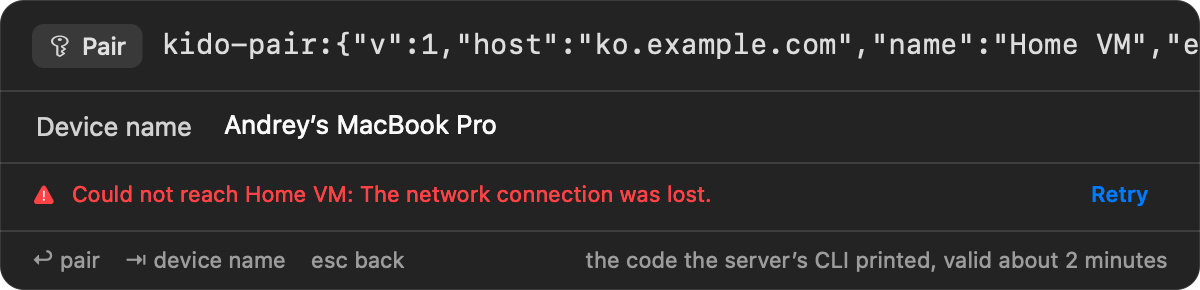 Pair kido-pair:{"v":1,"host":"ko.example.com","name":"Home VM","e
Device name Andrey’s MacBook Pro
Could not reach Home VM: The network connection was lost. Retry
↩ pair ⇥ device name esc back the code the server’s CLI printed, valid about 2 minutes